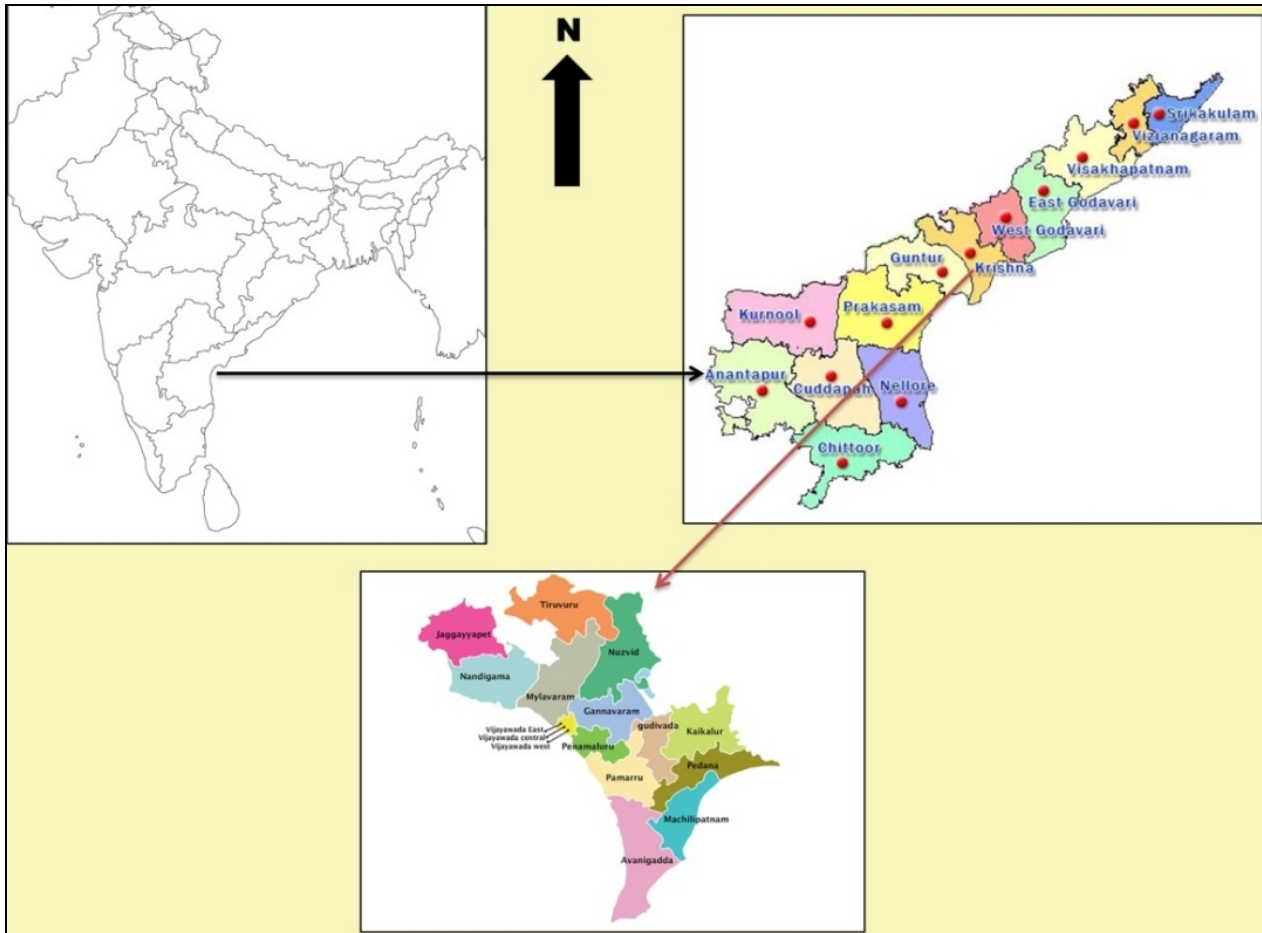 N
Srikakulam
Vizianagaram
Visakhapatnam
East Godavari
West Godavari
Guntur
Krishna
Kurnool
Prakasam
Anantapur
Cuddapah
Nellore
Chittoor
Tiruvuru
Jaggayyapet
Nuzvid
Nandigama
Mylavaram
Gannavaram
gudivada
Kaikalur
Vijayawada East
Vijayawada central
Vijayawada west
Penamaluru
Pedana
Pamarru
Machilipatnam
Avanigadda